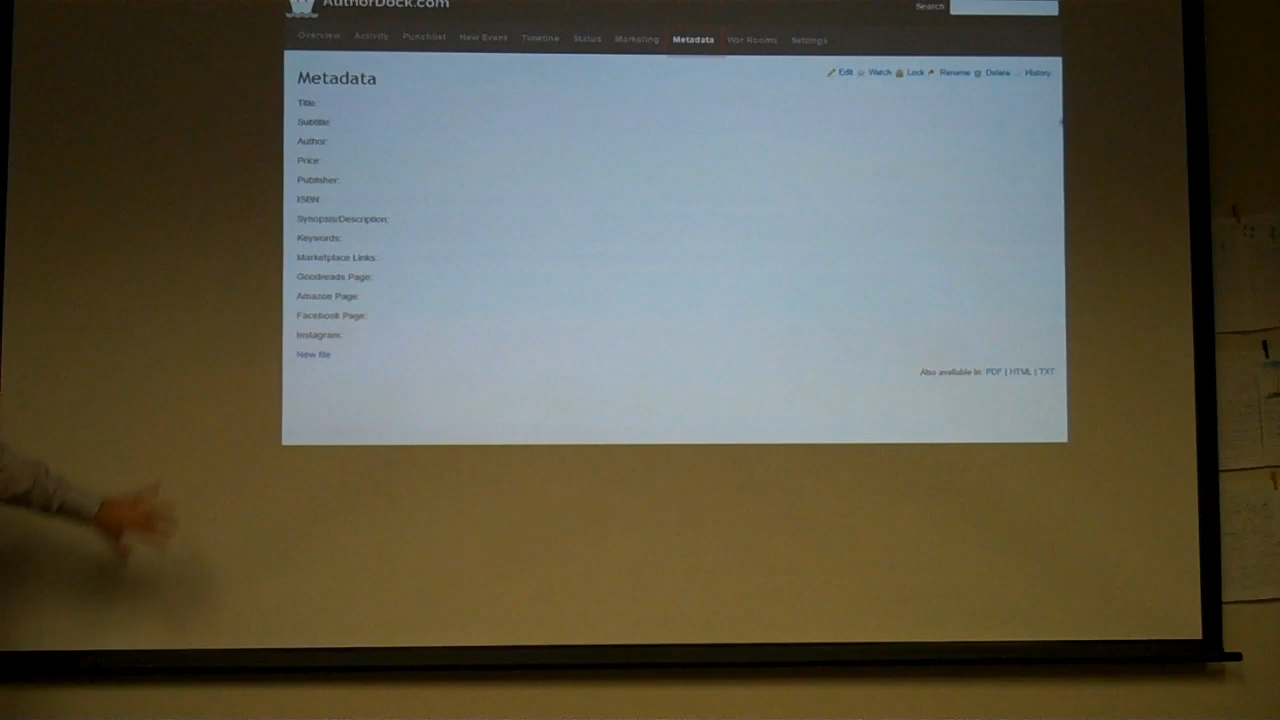 AuthorDock.com
Search:
Overview Activity Punchlist New Event Timeline Status Marketing Metadata War Rooms Settings
Metadata
Edit Watch Lock Rename Delete History
Title:
Subtitle:
Author:
Price:
Publisher:
ISBN:
Synopsis/Description:
Keywords:
Marketplace Links:
Goodreads Page:
Amazon Page:
Facebook Page:
Instagram:
New file
Also available in: PDF | HTML | TXT